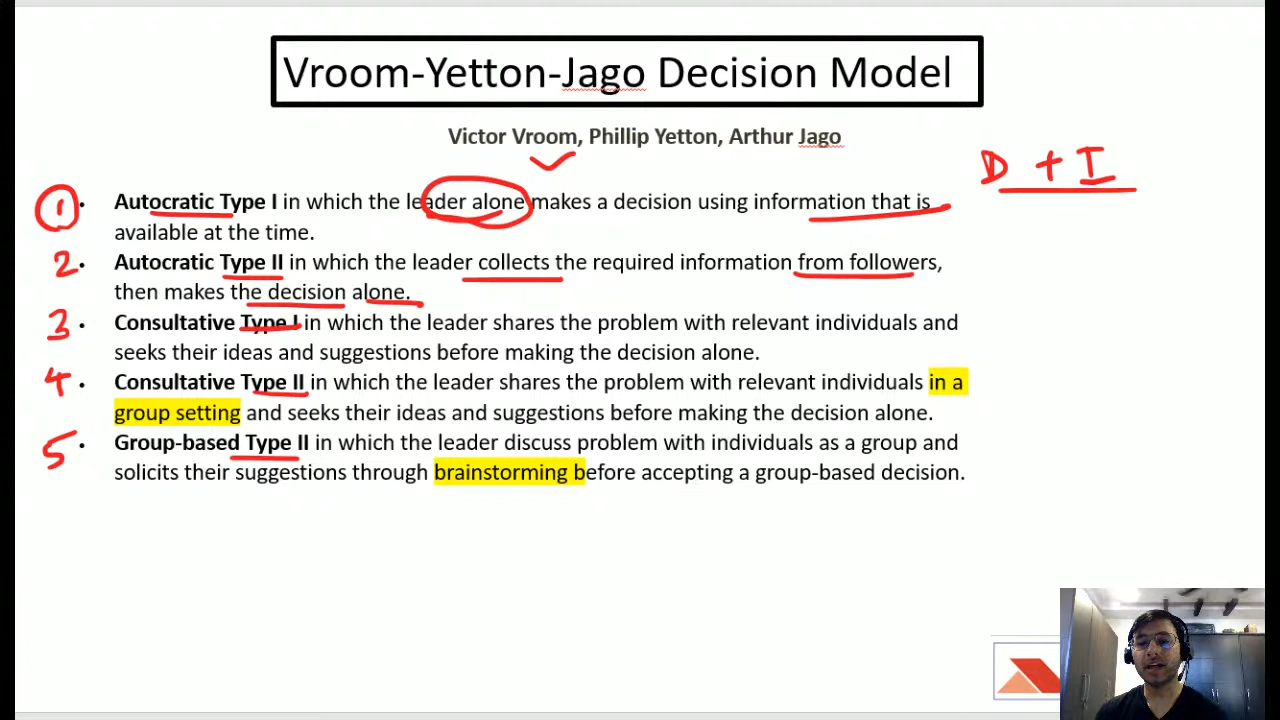 Vroom-Yetton-Jago Decision Model
Victor Vroom, Phillip Yetton, Arthur Jago
D + I
1 • Autocratic Type I in which the leader alone makes a decision using information that is
available at the time.
2 • Autocratic Type II in which the leader collects the required information from followers,
then makes the decision alone.
3 • Consultative Type I in which the leader shares the problem with relevant individuals and
seeks their ideas and suggestions before making the decision alone.
4 • Consultative Type II in which the leader shares the problem with relevant individuals in a
group setting and seeks their ideas and suggestions before making the decision alone.
5 • Group-based Type II in which the leader discuss problem with individuals as a group and
solicits their suggestions through brainstorming before accepting a group-based decision.